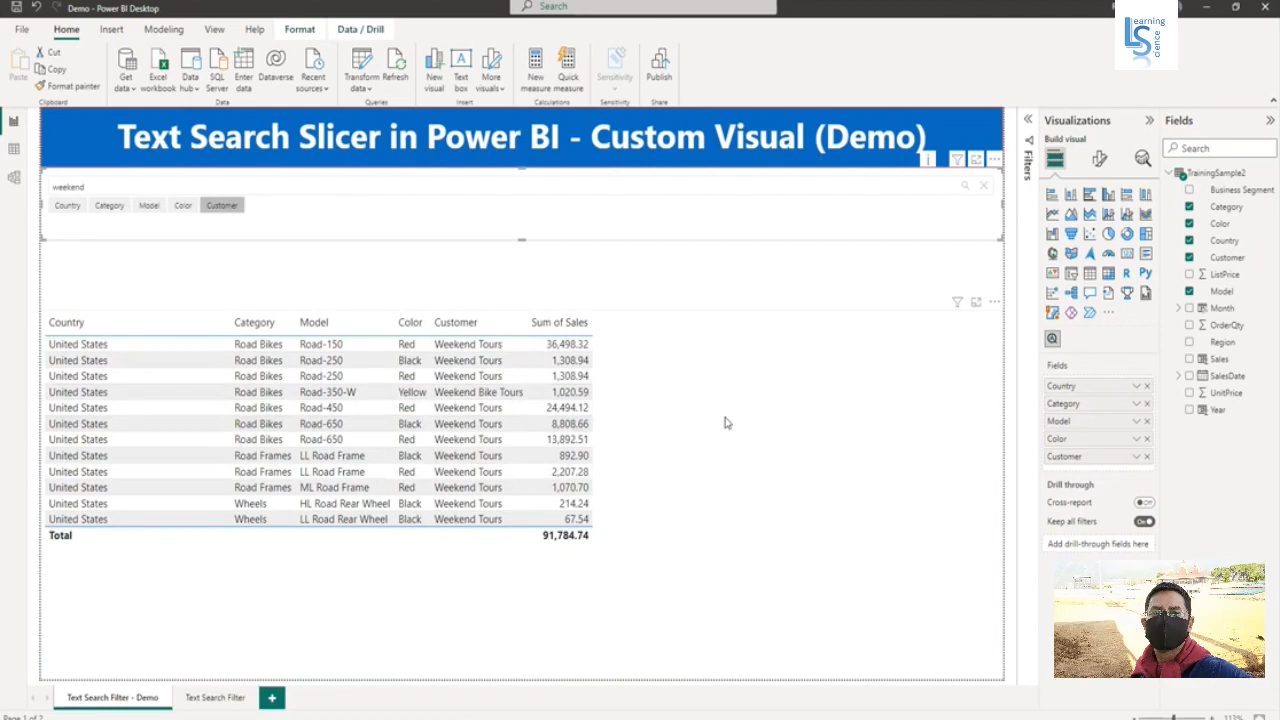 Demo - Power BI Desktop
Search
Learning
Science
File Home Insert Modeling View Help Format Data / Drill
Paste
Cut
Copy
Format painter
Get data
Excel workbook
Data hub
SQL Server
Enter data
Dataverse
Recent sources
Transform data
Refresh
New visual
Text box
More visuals
New measure
Quick measure
Sensitivity
Publish
Clipboard Data Queries Insert Calculations Sensitivity Share
Text Search Slicer in Power BI - Custom Visual (Demo)
weekend
Country Category Model Color Customer
Country Category Model Color Customer Sum of Sales
United States Road Bikes Road-150 Red Weekend Tours 36,498.32
United States Road Bikes Road-250 Black Weekend Tours 1,308.94
United States Road Bikes Road-250 Red Weekend Tours 1,308.94
United States Road Bikes Road-350-W Yellow Weekend Bike Tours 1,020.59
United States Road Bikes Road-450 Red Weekend Tours 24,494.12
United States Road Bikes Road-650 Black Weekend Tours 8,808.66
United States Road Bikes Road-650 Red Weekend Tours 13,892.51
United States Road Frames LL Road Frame Black Weekend Tours 892.90
United States Road Frames LL Road Frame Red Weekend Tours 2,207.28
United States Road Frames ML Road Frame Red Weekend Tours 1,070.70
United States Wheels HL Road Rear Wheel Black Weekend Tours 214.24
United States Wheels LL Road Rear Wheel Black Weekend Tours 67.54
Total 91,784.74
Filters
Visualizations
Build visual
R Py
Fields
Country
Category
Model
Color
Customer
Drill through
Cross-report Off
Keep all filters On
Add drill-through fields here
Fields
Search
TrainingSample2
Business Segment
Category
Color
Country
Customer
ListPrice
Model
Month
OrderQty
Region
Sales
SalesDate
UnitPrice
Year
Text Search Filter - Demo Text Search Filter
Page 1 of 2
113%